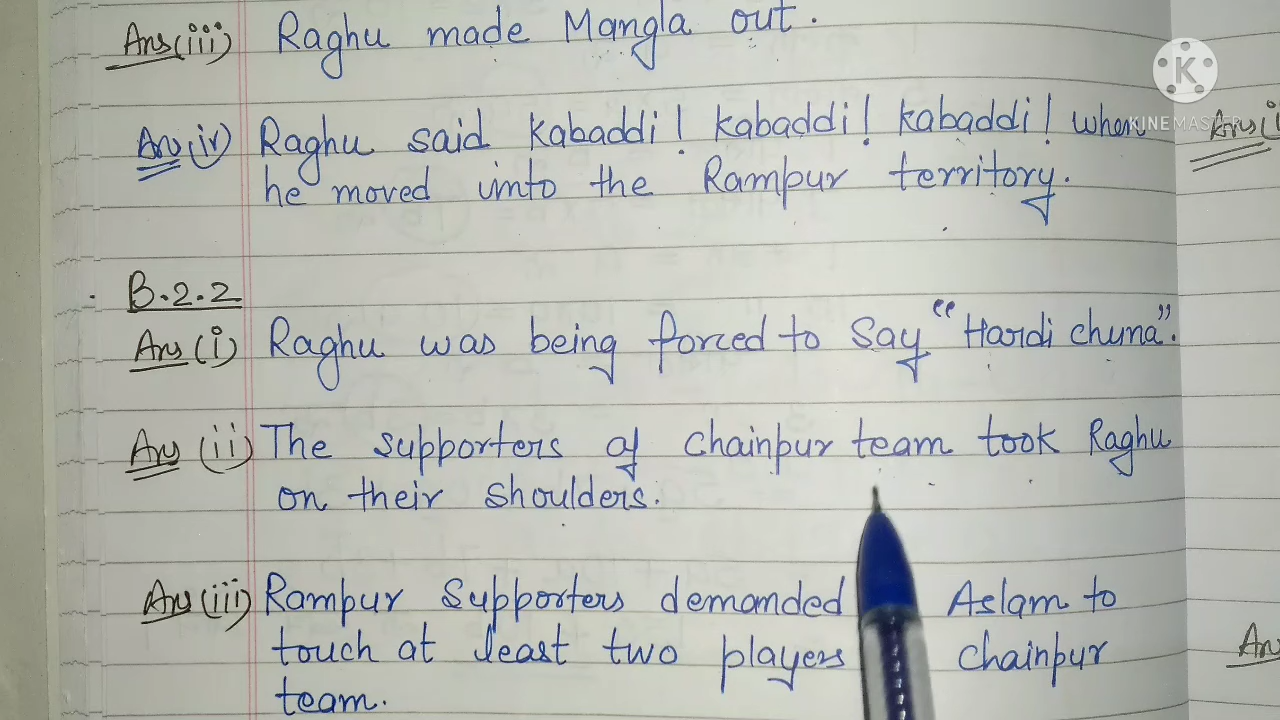 Ans(iii) Raghu made Mangla out.
Ans(iv) Raghu said Kabaddi! kabaddi! kabaddi! when
he moved into the Rampur territory.
B.2.2
Ans(i) Raghu was being forced to say "Hardi chuna".
Ans(ii) The supporters of chainpur team took Raghu
on their shoulders.
Ans(iii) Rampur supporters demanded Aslam to
touch at least two players chainpur
team.
K
KINEMASTER
Ans(i
An